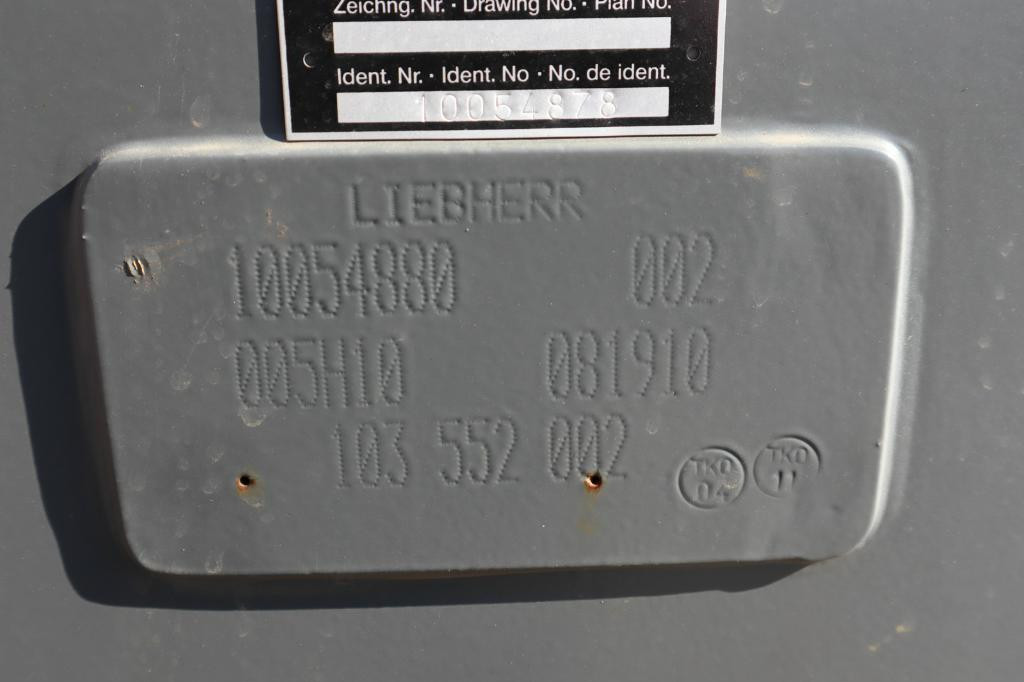 Zeichng. Nr. · Drawing No. · Plan No.
Ident. Nr. · Ident. No · No. de ident.
10054878
LIEBHERR
10054880 002
005H10 081910
103 552 002
TKO 04
TKO 11